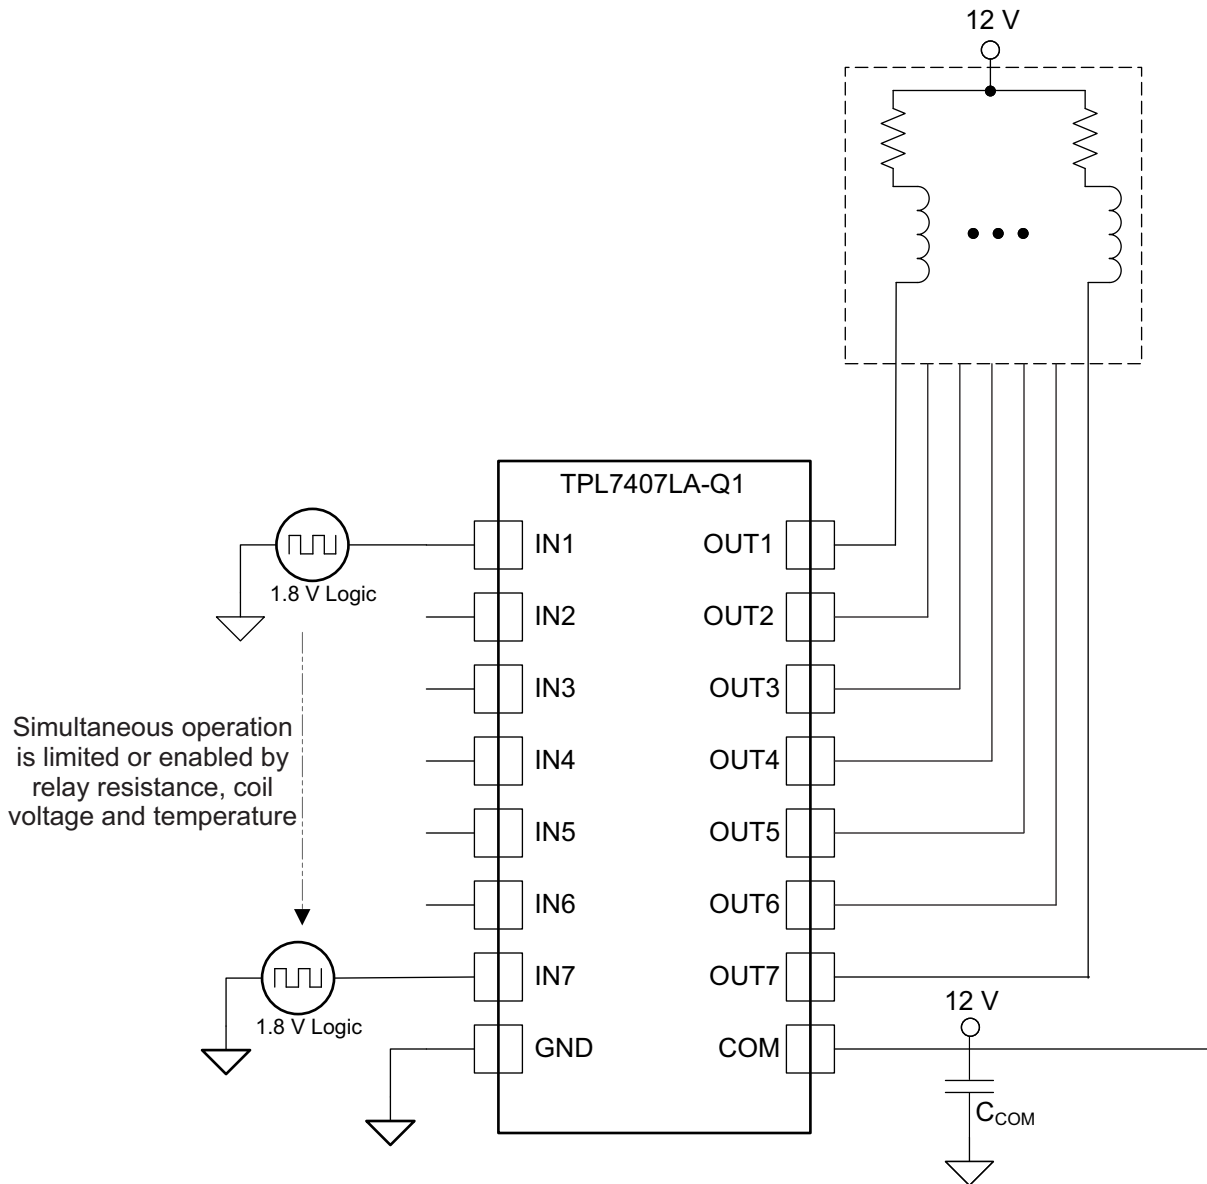 12 V
TPL7407LA-Q1
IN1
OUT1
1.8 V Logic
IN2
OUT2
IN3
OUT3
Simultaneous operation
is limited or enabled by
relay resistance, coil
voltage and temperature
IN4
OUT4
IN5
OUT5
IN6
OUT6
IN7
OUT7
1.8 V Logic
12 V
GND
COM
CCOM